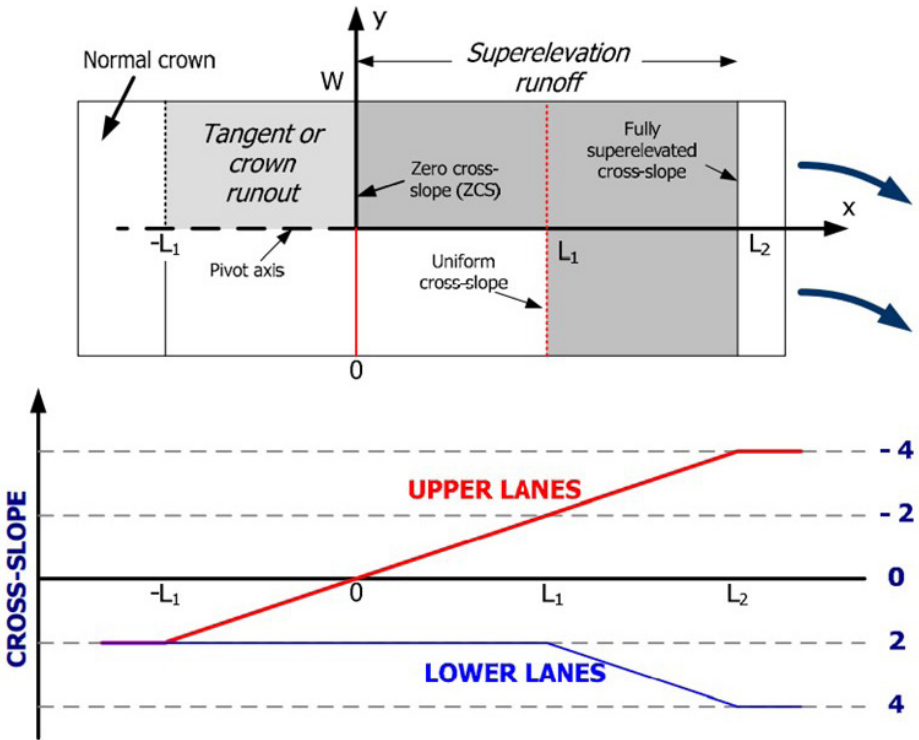 y
Normal crown
W
Superelevation
runoff
Tangent or
crown
runout
Zero cross-
slope (ZCS)
Fully
superelevated
cross-slope
x
-L1
Pivot axis
Uniform
cross-slope
L1
L2
0
CROSS-SLOPE
- 4
UPPER LANES
- 2
0
-L1
0
L1
L2
2
LOWER LANES
4